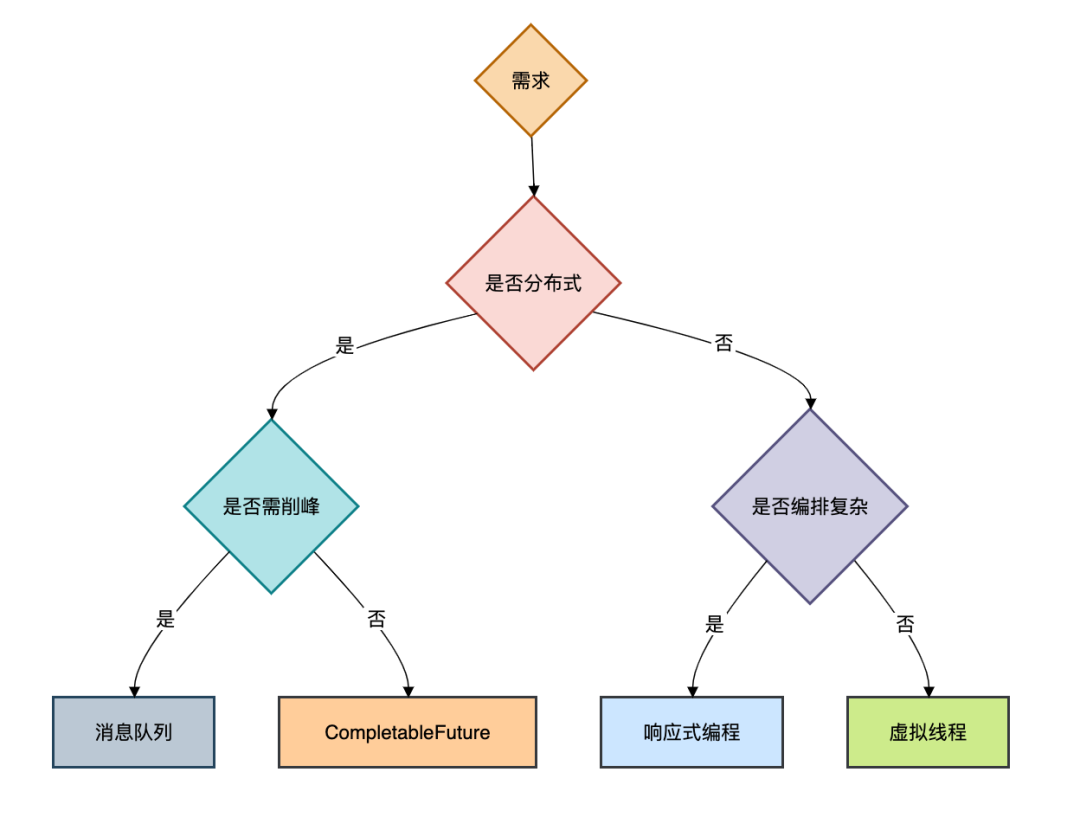 需求
是否分布式
是
否
是否需削峰
是否编排复杂
是
否
是
否
消息队列
CompletableFuture
响应式编程
虚拟线程